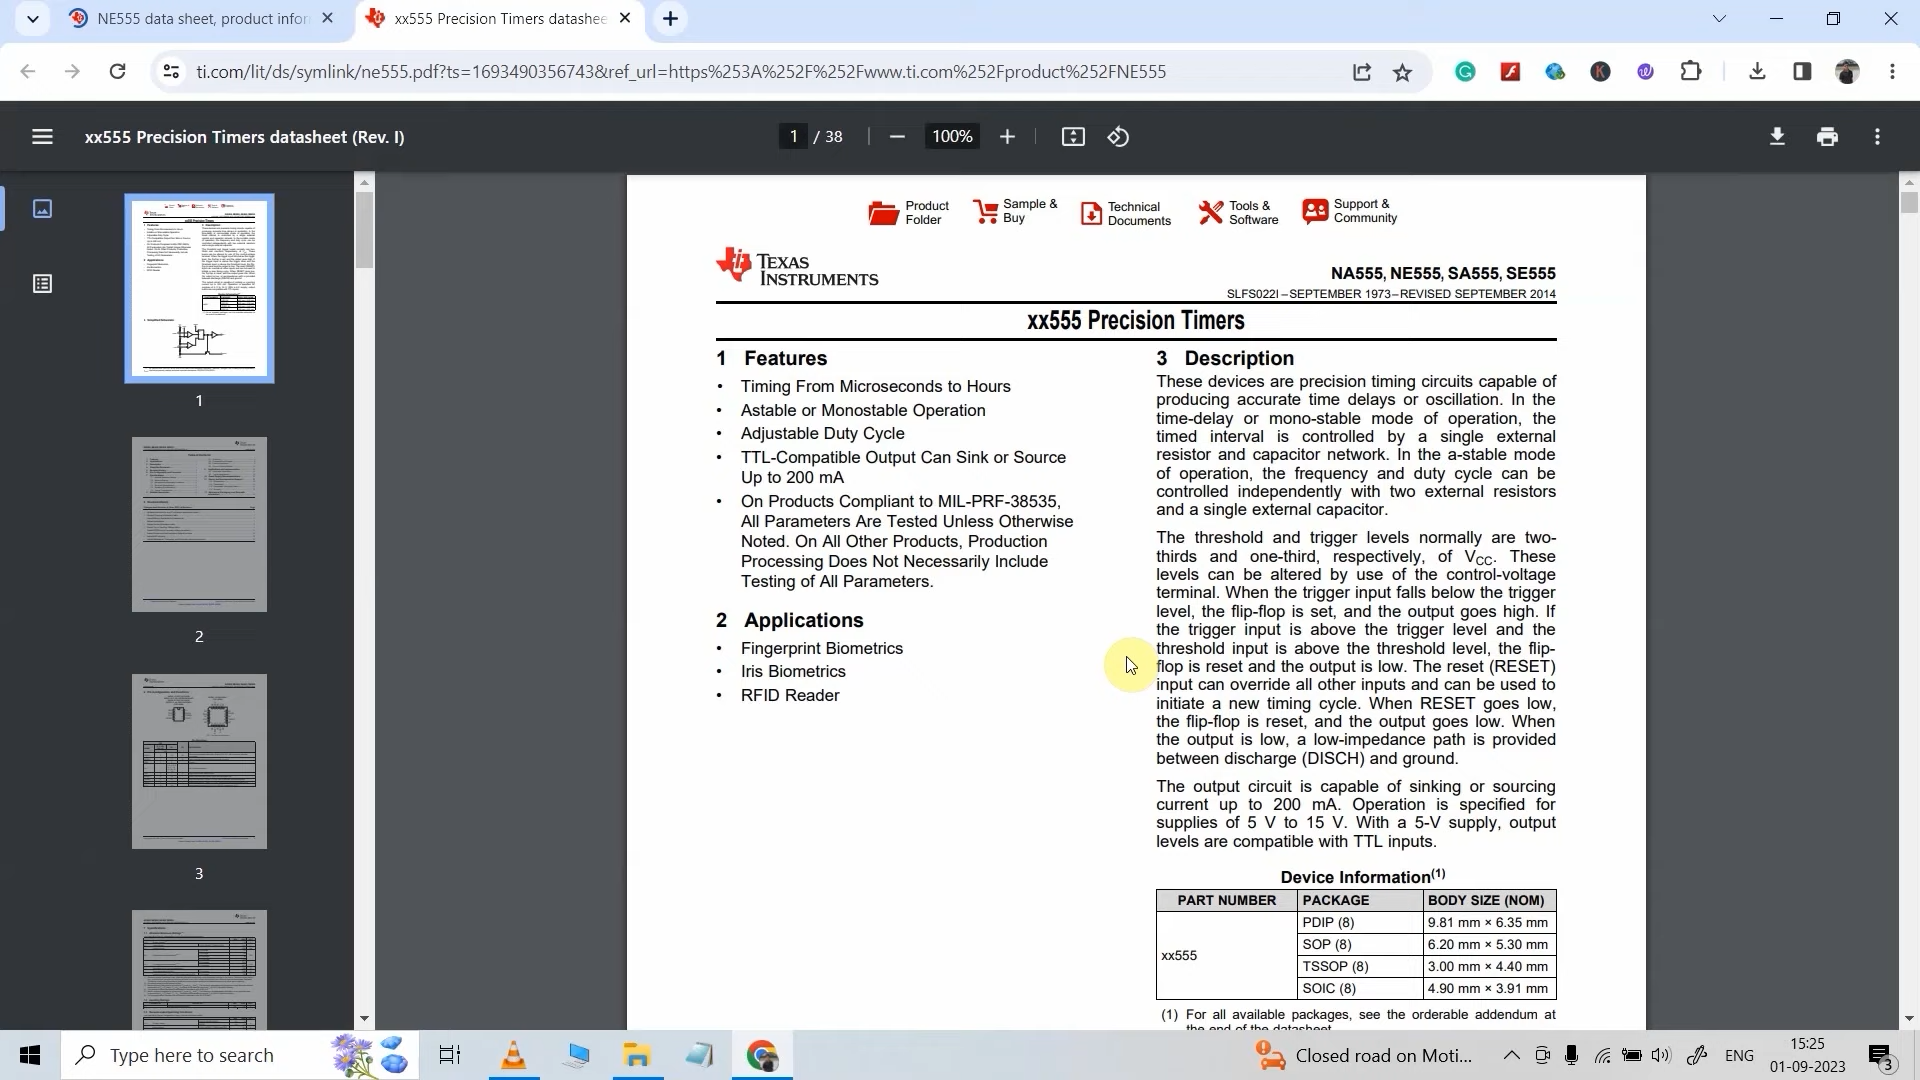 NE555 data sheet, product infor
xx555 Precision Timers datashee
ti.com/lit/ds/symlink/ne555.pdf?ts=1693490356743&ref_url=https%253A%252F%252Fwww.ti.com%252Fproduct%252FNE555
xx555 Precision Timers datasheet (Rev. I)
1 / 38
100%
1
2
3
Product
Folder
Sample &
Buy
Technical
Documents
Tools &
Software
Support &
Community
TEXAS
INSTRUMENTS
NA555, NE555, SA555, SE555
SLFS022I – SEPTEMBER 1973 – REVISED SEPTEMBER 2014
xx555 Precision Timers
1 Features
• Timing From Microseconds to Hours
• Astable or Monostable Operation
• Adjustable Duty Cycle
• TTL-Compatible Output Can Sink or Source
Up to 200 mA
• On Products Compliant to MIL-PRF-38535,
All Parameters Are Tested Unless Otherwise
Noted. On All Other Products, Production
Processing Does Not Necessarily Include
Testing of All Parameters.
2 Applications
• Fingerprint Biometrics
• Iris Biometrics
• RFID Reader
3 Description
These devices are precision timing circuits capable of
producing accurate time delays or oscillation. In the
time-delay or mono-stable mode of operation, the
timed interval is controlled by a single external
resistor and capacitor network. In the a-stable mode
of operation, the frequency and duty cycle can be
controlled independently with two external resistors
and a single external capacitor.
The threshold and trigger levels normally are two-
thirds and one-third, respectively, of VCC. These
levels can be altered by use of the control-voltage
terminal. When the trigger input falls below the trigger
level, the flip-flop is set, and the output goes high. If
the trigger input is above the trigger level and the
threshold input is above the threshold level, the flip-
flop is reset and the output is low. The reset (RESET)
input can override all other inputs and can be used to
initiate a new timing cycle. When RESET goes low,
the flip-flop is reset, and the output goes low. When
the output is low, a low-impedance path is provided
between discharge (DISCH) and ground.
The output circuit is capable of sinking or sourcing
current up to 200 mA. Operation is specified for
supplies of 5 V to 15 V. With a 5-V supply, output
levels are compatible with TTL inputs.
Device Information(1)
PART NUMBER PACKAGE BODY SIZE (NOM)
xx555
PDIP (8) 9.81 mm × 6.35 mm
SOP (8) 6.20 mm × 5.30 mm
TSSOP (8) 3.00 mm × 4.40 mm
SOIC (8) 4.90 mm × 3.91 mm
(1) For all available packages, see the orderable addendum at
the end of the datasheet.
Type here to search
Closed road on Moti...
ENG
15:25
01-09-2023
3